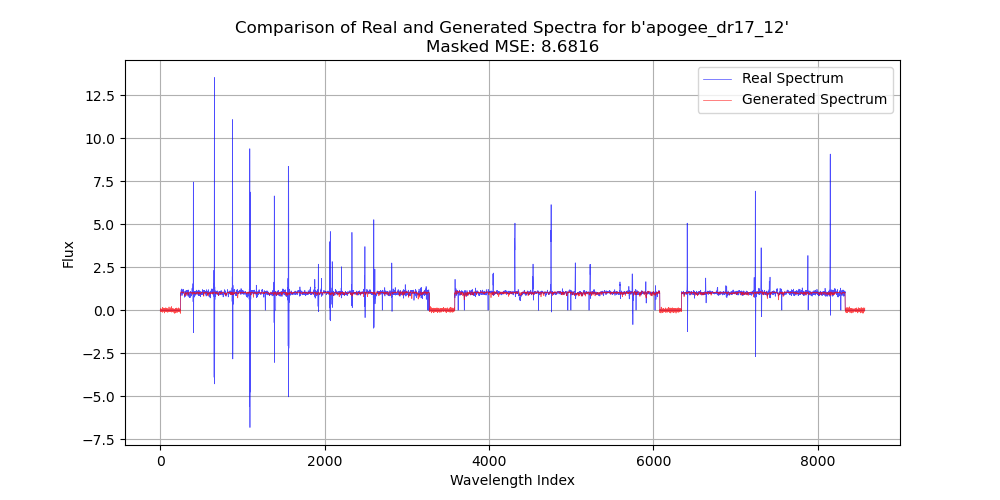 Comparison of Real and Generated Spectra for b'apogee_dr17_12'
Masked MSE: 8.6816
Real Spectrum
Generated Spectrum
12.5
10.0
7.5
5.0
2.5
0.0
−2.5
−5.0
−7.5
Flux
0 2000 4000 6000 8000
Wavelength Index